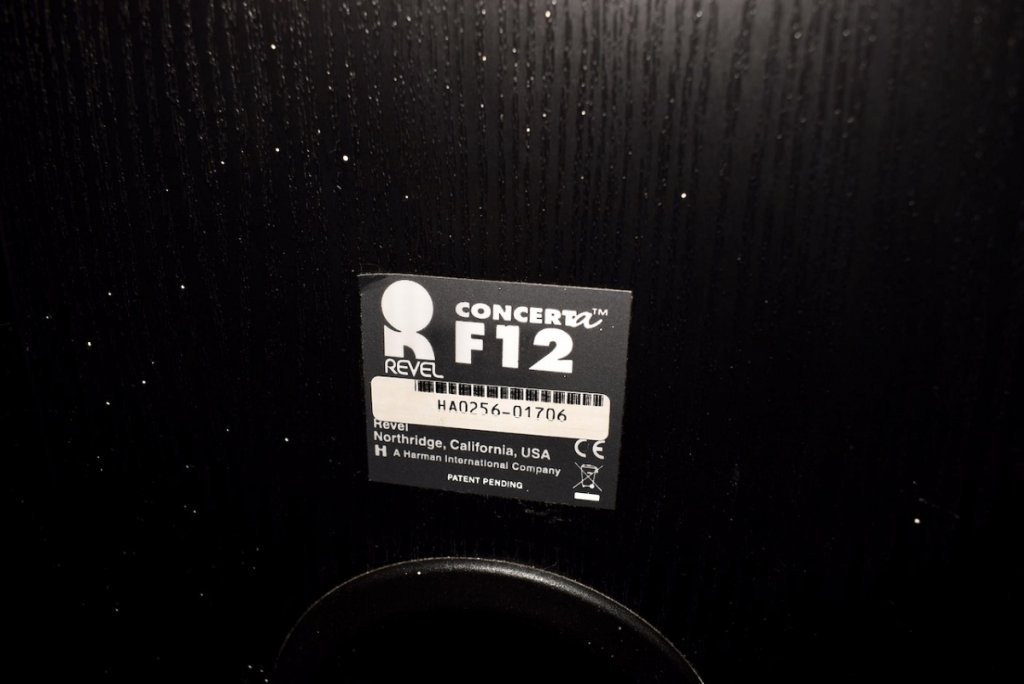 CONCERTa™
F12
REVEL
HA0256-01706
Revel
Northridge, California, USA
H A Harman International Company
PATENT PENDING
CE